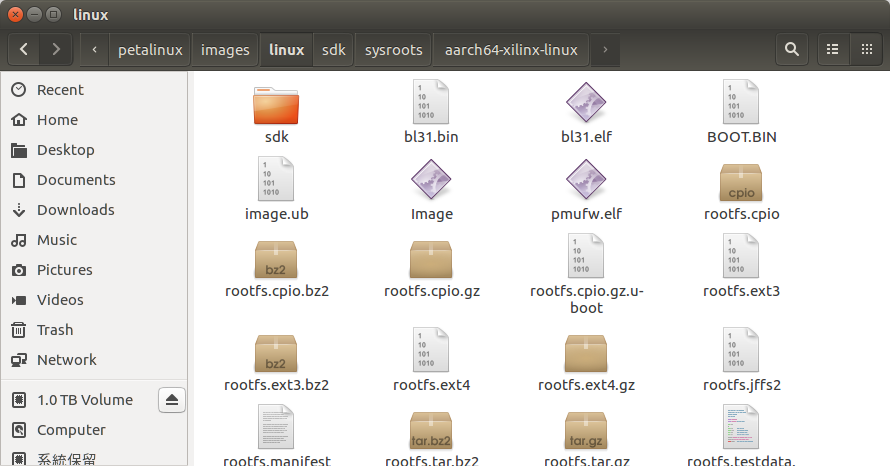 linux
petalinux images linux sdk sysroots aarch64-xilinx-linux
Recent
Home
Desktop
Documents
Downloads
Music
Pictures
Videos
Trash
Network
1.0 TB Volume
Computer
系統保留
sdk
bl31.bin
bl31.elf
BOOT.BIN
image.ub
Image
pmufw.elf
cpio
rootfs.cpio
bz2
rootfs.cpio.bz2
rootfs.cpio.gz
rootfs.cpio.gz.u-
boot
rootfs.ext3
bz2
rootfs.ext3.bz2
rootfs.ext4
rootfs.ext4.gz
rootfs.jffs2
rootfs.manifest
tar.bz2
rootfs.tar.bz2
tar.gz
rootfs.tar.gz
rootfs.testdata.